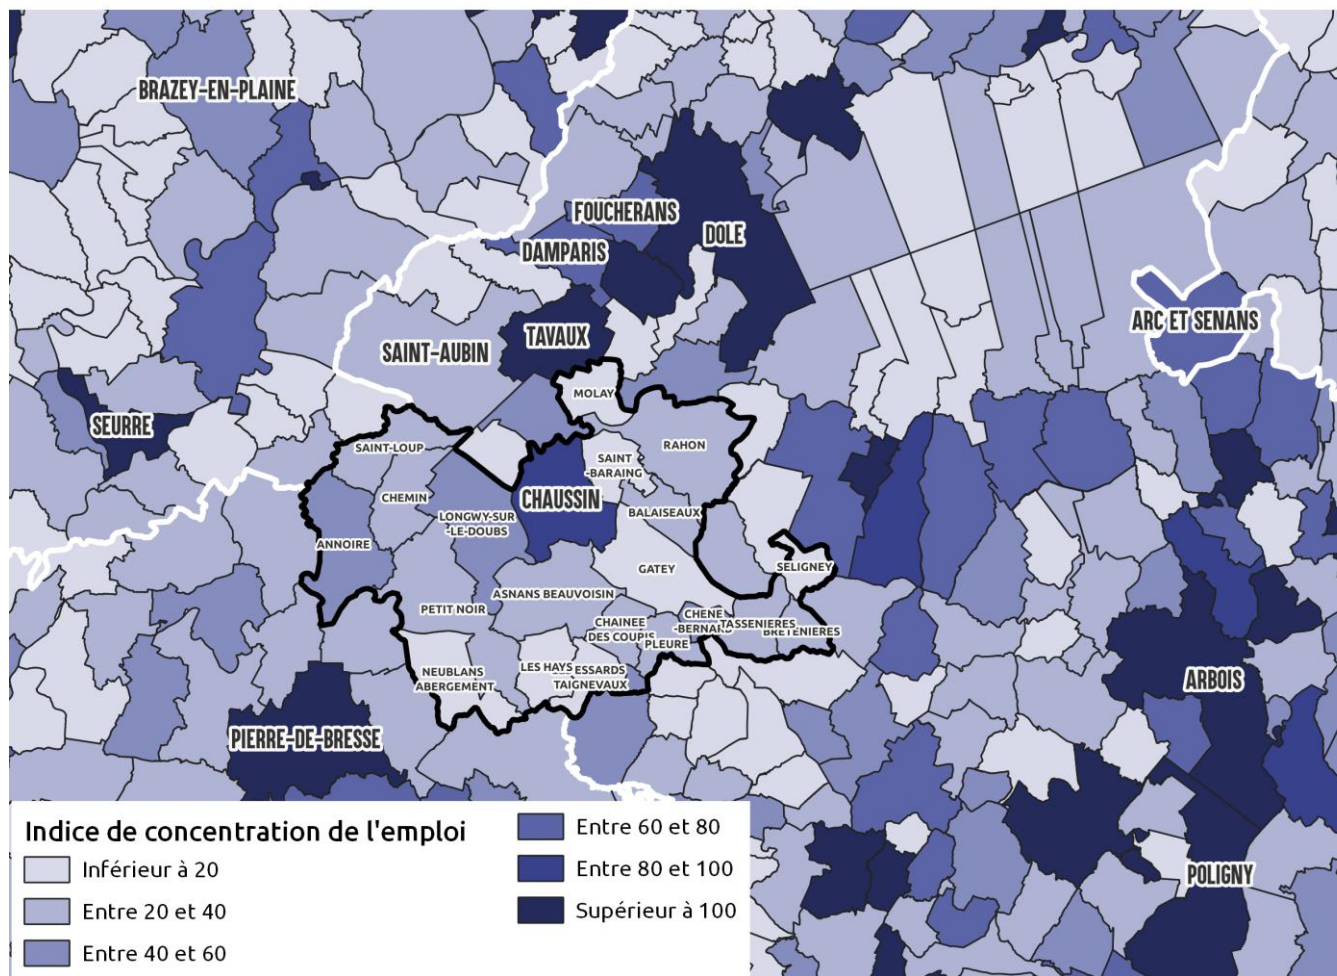 BRAZEY-EN-PLAINE
FOUCHERANS
DOLE
DAMPARIS
ARC ET SENANS
TAVAUX
SAINT-AUBIN
MOLAY
SEURRE
SAINT-LOUP
RAHON
SAINT
-BARAING
CHEMIN
CHAUSSIN
LONGWY-SUR
-LE-DOUBS
BALAISEAUX
ANNOIRE
GATEY
SELIGNEY
ASNANS BEAUVOISIN
PETIT NOIR
CHENE
-BERNARD
TASSENIERES
BRETENIERES
CHAINEE
DES COUPIS
PLEURE
NEUBLANS
ABERGEMENT
LES HAYS
ESSARDS
TAIGNEVAUX
ARBOIS
PIERRE-DE-BRESSE
POLIGNY
Indice de concentration de l'emploi
Inférieur à 20
Entre 20 et 40
Entre 40 et 60
Entre 60 et 80
Entre 80 et 100
Supérieur à 100